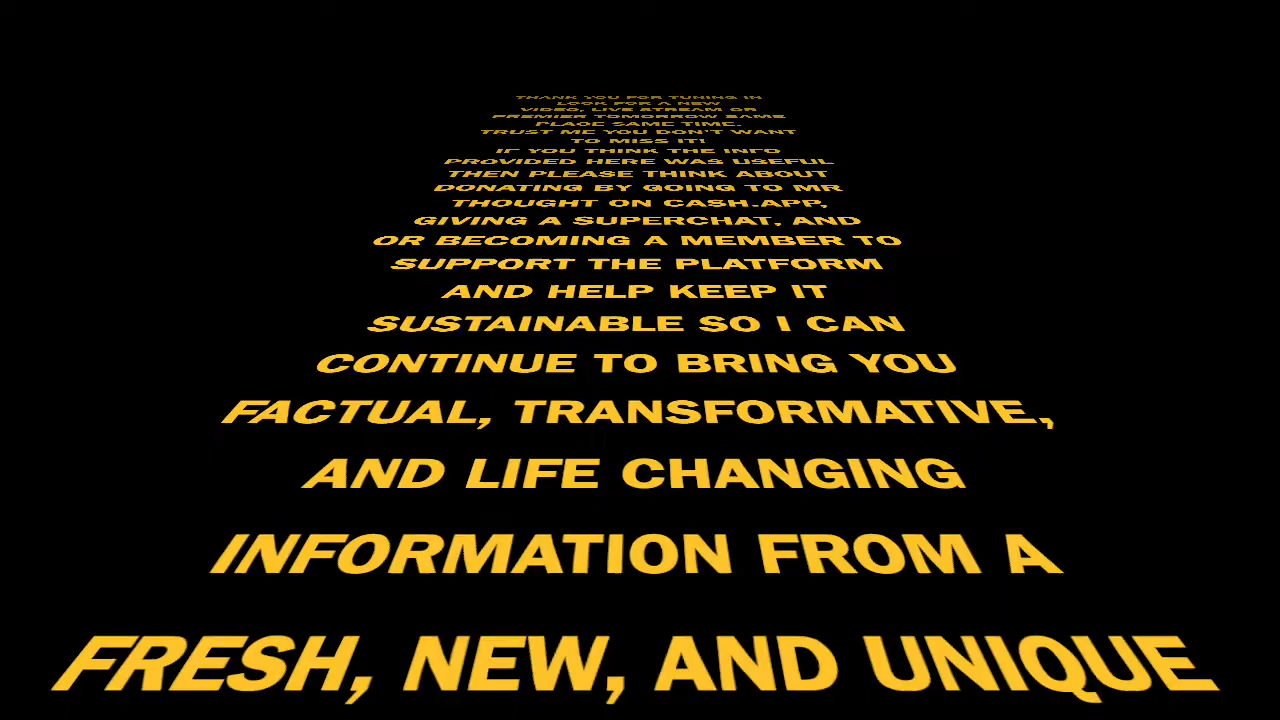 THANK YOU FOR TUNING IN
LOOK FOR A NEW
VIDEO, LIVE STREAM OR
PREMIER TOMORROW SAME
PLACE SAME TIME.
TRUST ME YOU DON'T WANT
TO MISS IT!
IF YOU THINK THE INFO
PROVIDED HERE WAS USEFUL
THEN PLEASE THINK ABOUT
DONATING BY GOING TO MR
THOUGHT ON CASH.APP,
GIVING A SUPERCHAT, AND
OR BECOMING A MEMBER TO
SUPPORT THE PLATFORM
AND HELP KEEP IT
SUSTAINABLE SO I CAN
CONTINUE TO BRING YOU
FACTUAL, TRANSFORMATIVE,
AND LIFE CHANGING
INFORMATION FROM A
FRESH, NEW, AND UNIQUE